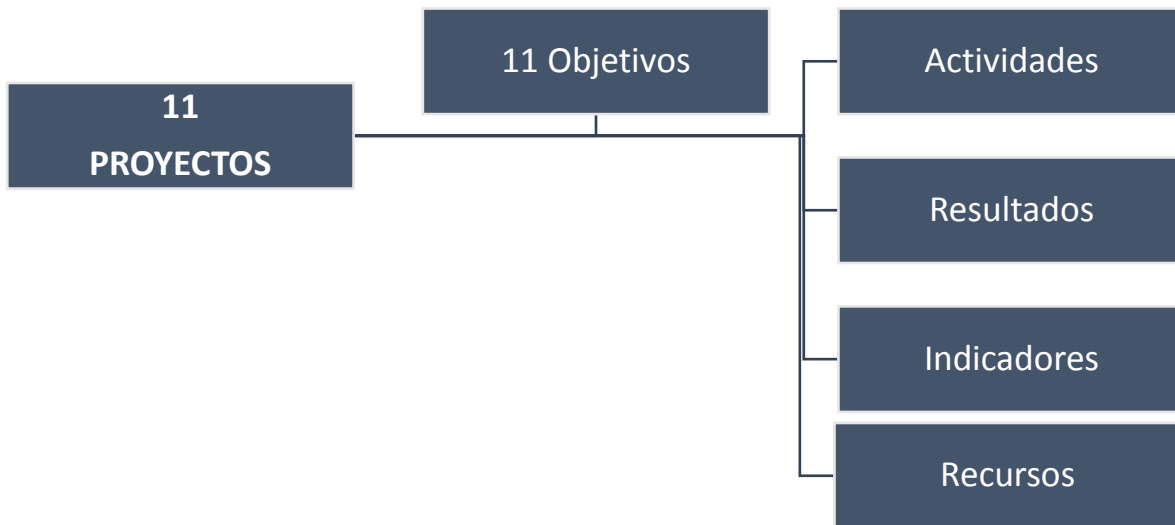 11
PROYECTOS
11 Objetivos
Actividades
Resultados
Indicadores
Recursos